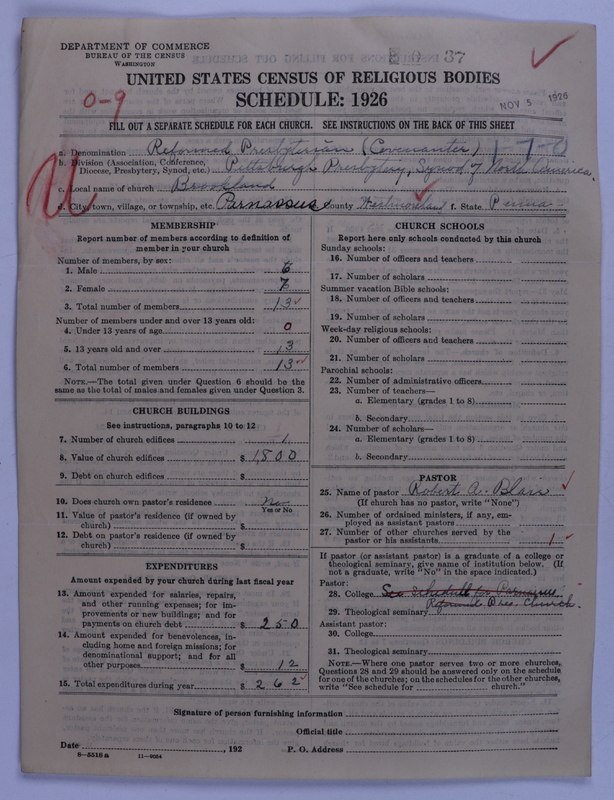 DEPARTMENT OF COMMERCE
BUREAU OF THE CENSUS
WASHINGTON
37
UNITED STATES CENSUS OF RELIGIOUS BODIES
SCHEDULE: 1926
0-9
NOV 5 1926
FILL OUT A SEPARATE SCHEDULE FOR EACH CHURCH. SEE INSTRUCTIONS ON THE BACK OF THIS SHEET
a. Denomination Reformed Presbyterian (Covenanter) 1-7-0
b. Division (Association, Conference,
Diocese, Presbytery, Synod, etc.) Pittsburgh Presbytery, Synod of North America.
c. Local name of church Brookland
d. City, town, village, or township, etc. Parnassus County Westmoreland f. State Penna
MEMBERSHIP
Report number of members according to definition of
member in your church
Number of members, by sex:
1. Male 6
2. Female 7
3. Total number of members 13
Number of members under and over 13 years old:
4. Under 13 years of age 0
5. 13 years old and over 13
6. Total number of members 13
NOTE.—The total given under Question 6 should be the
same as the total of males and females given under Question 3.
CHURCH BUILDINGS
See instructions, paragraphs 10 to 12
7. Number of church edifices 1
8. Value of church edifices $ 1800
9. Debt on church edifices $
10. Does church own pastor's residence No
Yes or No
11. Value of pastor's residence (if owned by
church) $
12. Debt on pastor's residence (if owned by
church) $
EXPENDITURES
Amount expended by your church during last fiscal year
13. Amount expended for salaries, repairs,
and other running expenses; for im-
provements or new buildings; and for
payments on church debt $ 250
14. Amount expended for benevolences, in-
cluding home and foreign missions; for
denominational support; and for all
other purposes $ 12
15. Total expenditures during year $ 262
CHURCH SCHOOLS
Report here only schools conducted by this church
Sunday schools:
16. Number of officers and teachers
17. Number of scholars
Summer vacation Bible schools:
18. Number of officers and teachers
19. Number of scholars
Week-day religious schools:
20. Number of officers and teachers
21. Number of scholars
Parochial schools:
22. Number of administrative officers
23. Number of teachers—
a. Elementary (grades 1 to 8)
b. Secondary
24. Number of scholars—
a. Elementary (grades 1 to 8)
b. Secondary
PASTOR
25. Name of pastor Robert A. Blair
(If church has no pastor, write "None")
26. Number of ordained ministers, if any, em-
ployed as assistant pastors
27. Number of other churches served by the
pastor or his assistants 1
If pastor (or assistant pastor) is a graduate of a college or
theological seminary, give name of institution below. (If
not a graduate, write "No" in the space indicated.)
Pastor:
28. College See schedule for Parnassus
29. Theological seminary Reformed Pres. Church.
Assistant pastor:
30. College
31. Theological seminary
NOTE.—Where one pastor serves two or more churches,
Questions 28 and 29 should be answered only on the schedule
for one of the churches; on the schedules for the other churches,
write "See schedule for church."
Signature of person furnishing information
Official title
Date , 192 P. O. Address
6-5516a 11-9064